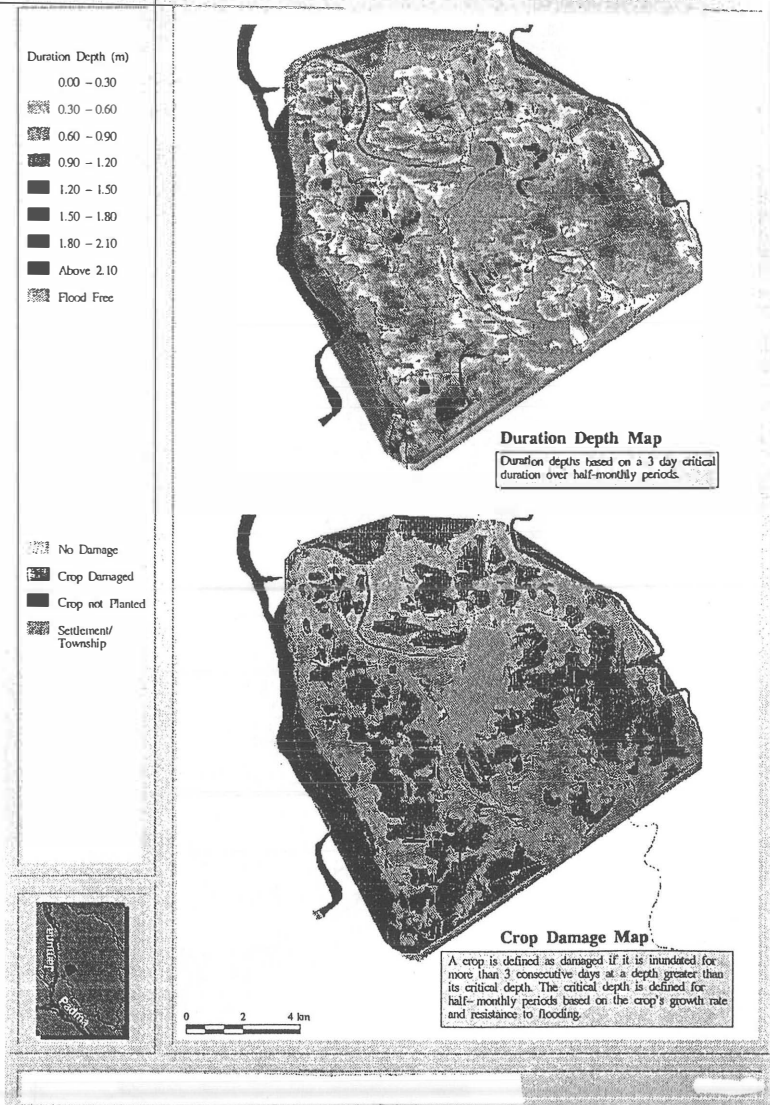 Duration Depth (m)
0.00 – 0.30
0.30 – 0.60
0.60 – 0.90
0.90 – 1.20
1.20 – 1.50
1.50 – 1.80
1.80 – 2.10
Above 2.10
Flood Free
Duration Depth Map
Duration depths based on a 3 day critical
duration over half-monthly periods.
No Damage
Crop Damaged
Crop not Planted
Settlement/
Township
Crop Damage Map
A crop is defined as damaged if it is inundated for
more than 3 consecutive days at a depth greater than
its critical depth. The critical depth is defined for
half-monthly periods based on the crop's growth rate
and resistance to flooding.
Jamuna
Padma
0 2 4 km